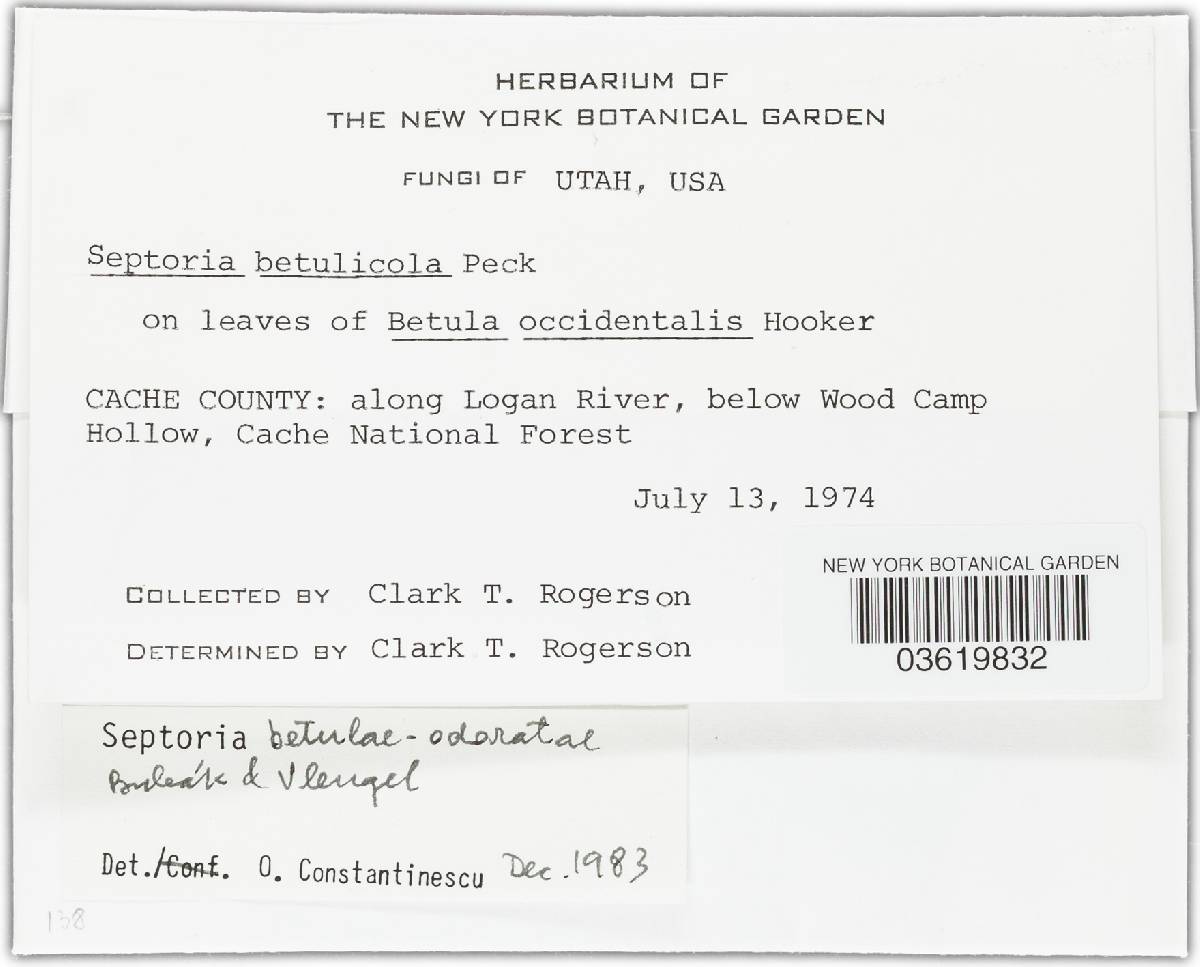 HERBARIUM OF
THE NEW YORK BOTANICAL GARDEN
FUNGI OF UTAH, USA
Septoria betulicola Peck
on leaves of Betula occidentalis Hooker
CACHE COUNTY: along Logan River, below Wood Camp
Hollow, Cache National Forest
July 13, 1974
COLLECTED BY Clark T. Rogerson
DETERMINED BY Clark T. Rogerson
NEW YORK BOTANICAL GARDEN
03619832
Septoria betulae-odoratae
Bubák & Vleugel
Det./Conf. O. Constantinescu Dec. 1983
138